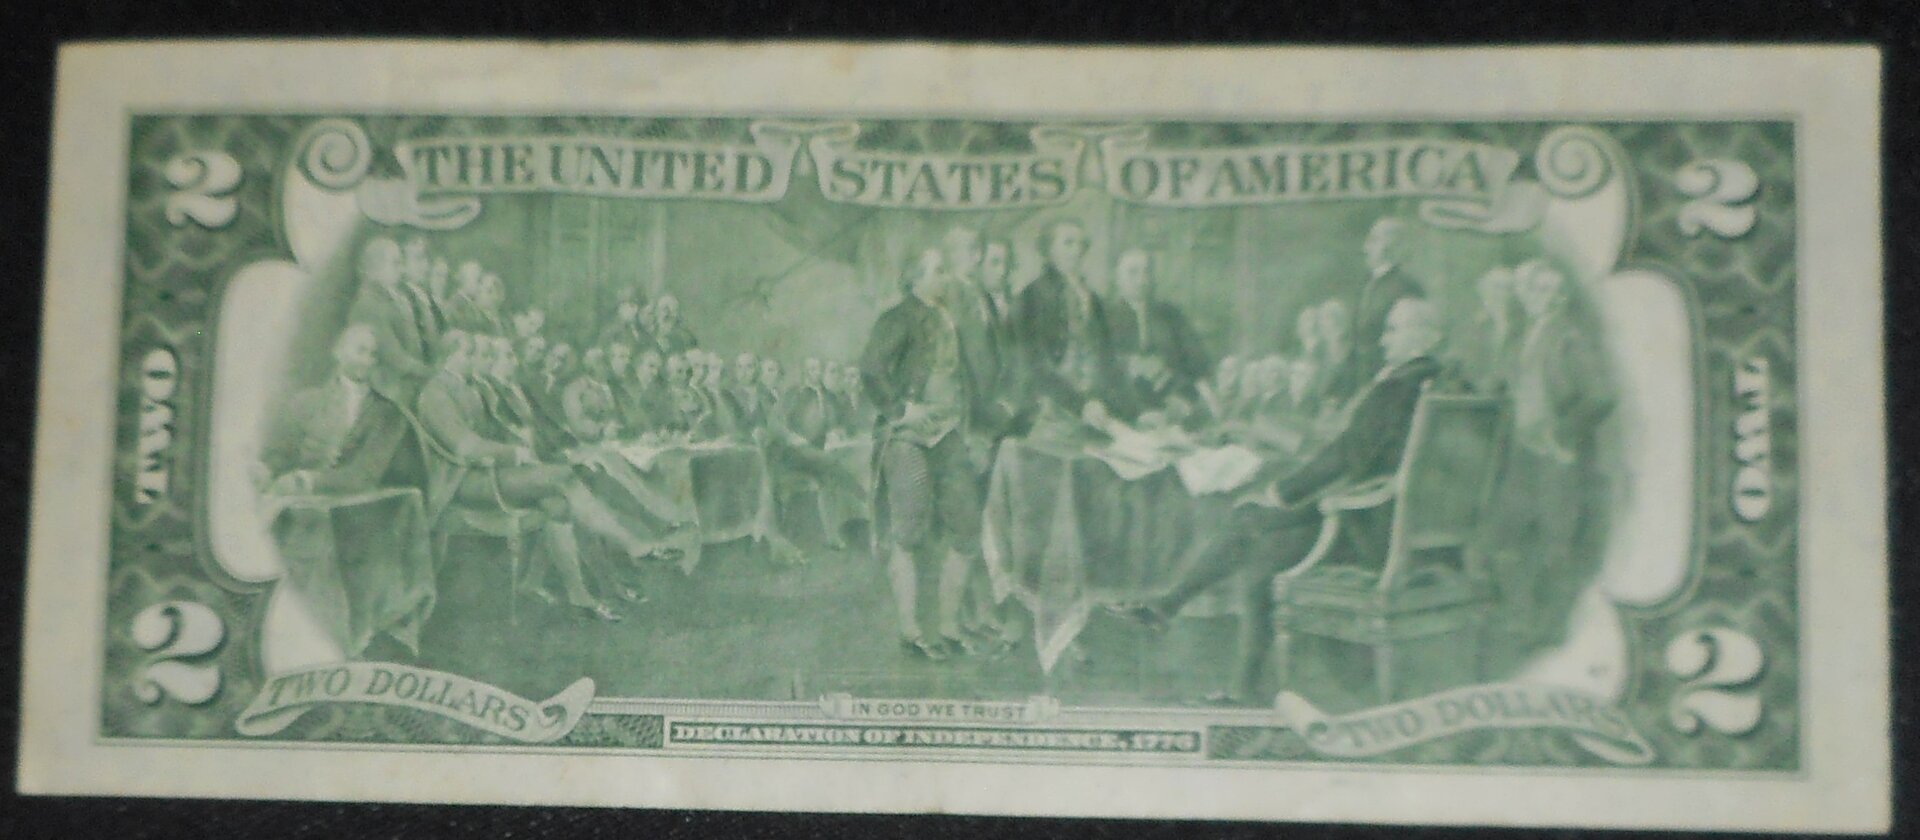 THE UNITED STATES OF AMERICA
2 2
TWO TWO
2 2
TWO DOLLARS
IN GOD WE TRUST
TWO DOLLARS
DECLARATION OF INDEPENDENCE, 1776